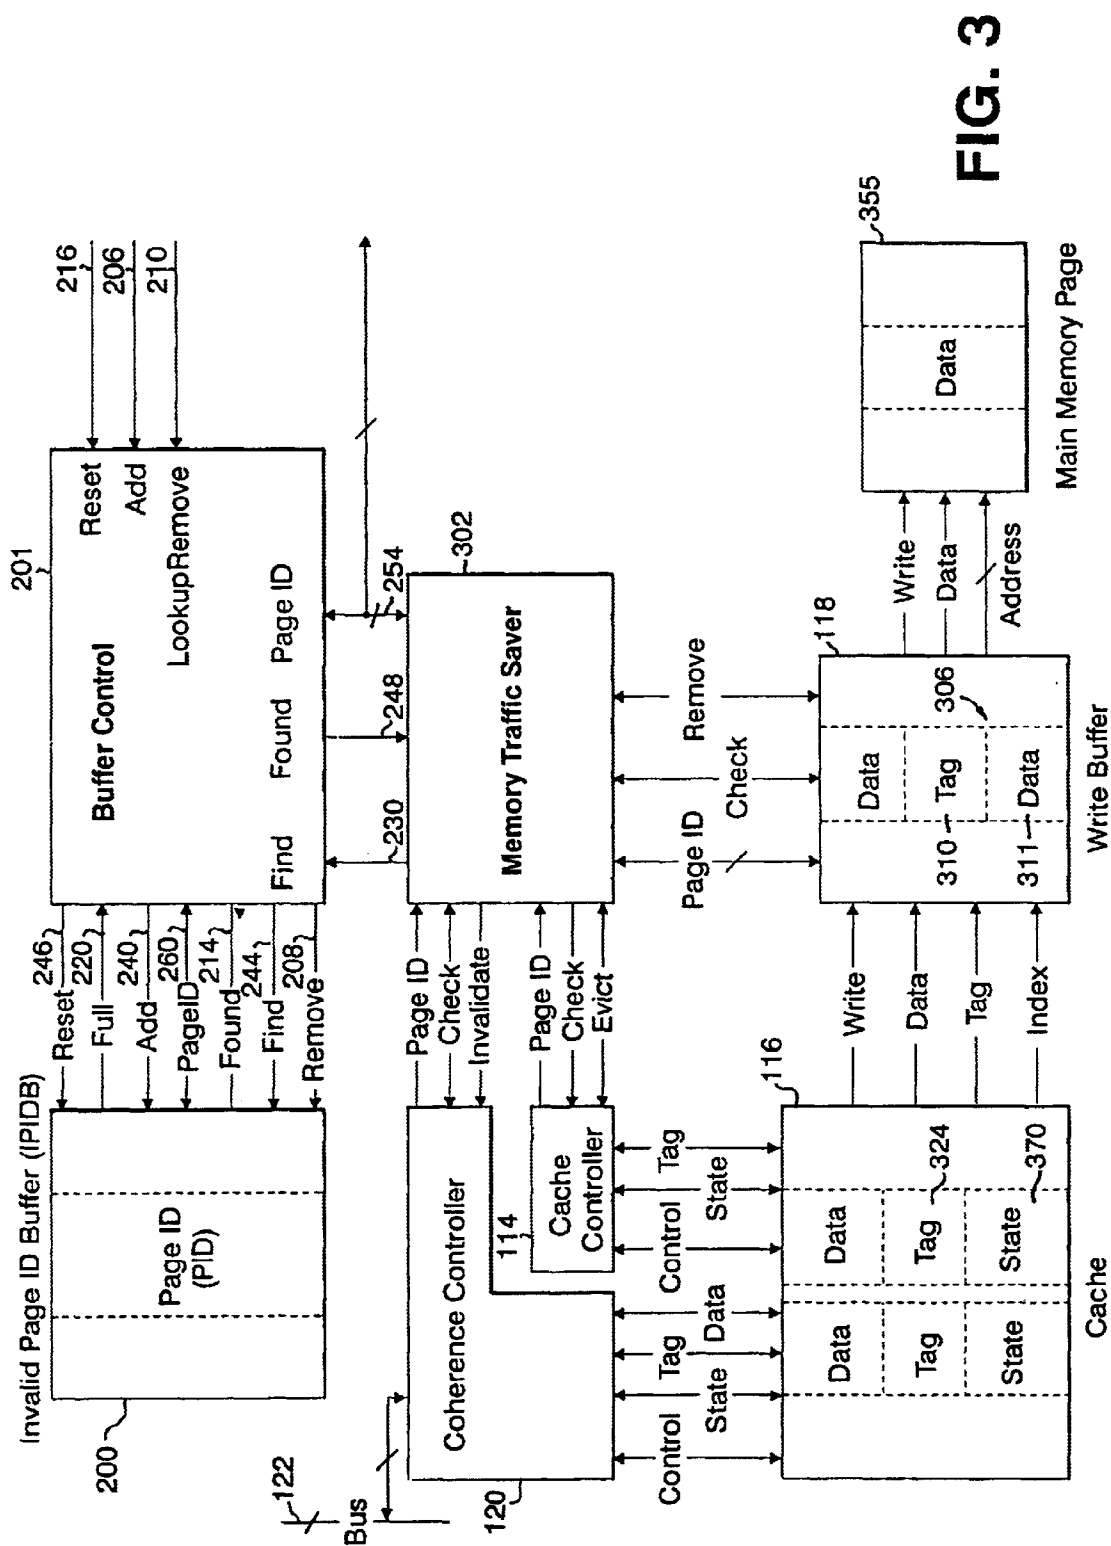 Invalid Page ID Buffer (IPIDB)
200
Page ID
(PID)
Reset
246
Full
220
Add
240
PageID
260
Found
214
Find
244
Remove
208
201
Buffer Control
Reset
Add
LookupRemove
Find
Found
Page ID
216
206
210
122
Bus
230
248
254
120
Coherence Controller
114
Cache
Controller
Page ID
Check
Invalidate
Page ID
Check
Evict
Memory Traffic Saver
302
Control
State
Tag
Data
Control
State
Tag
Page ID
Check
Remove
116
Data
Tag
State
Data
Tag
State
324
370
Cache
Write
Data
Tag
Index
118
Data
310
Tag
306
311
Data
Write Buffer
Write
Data
Address
355
Data
Main Memory Page
FIG. 3